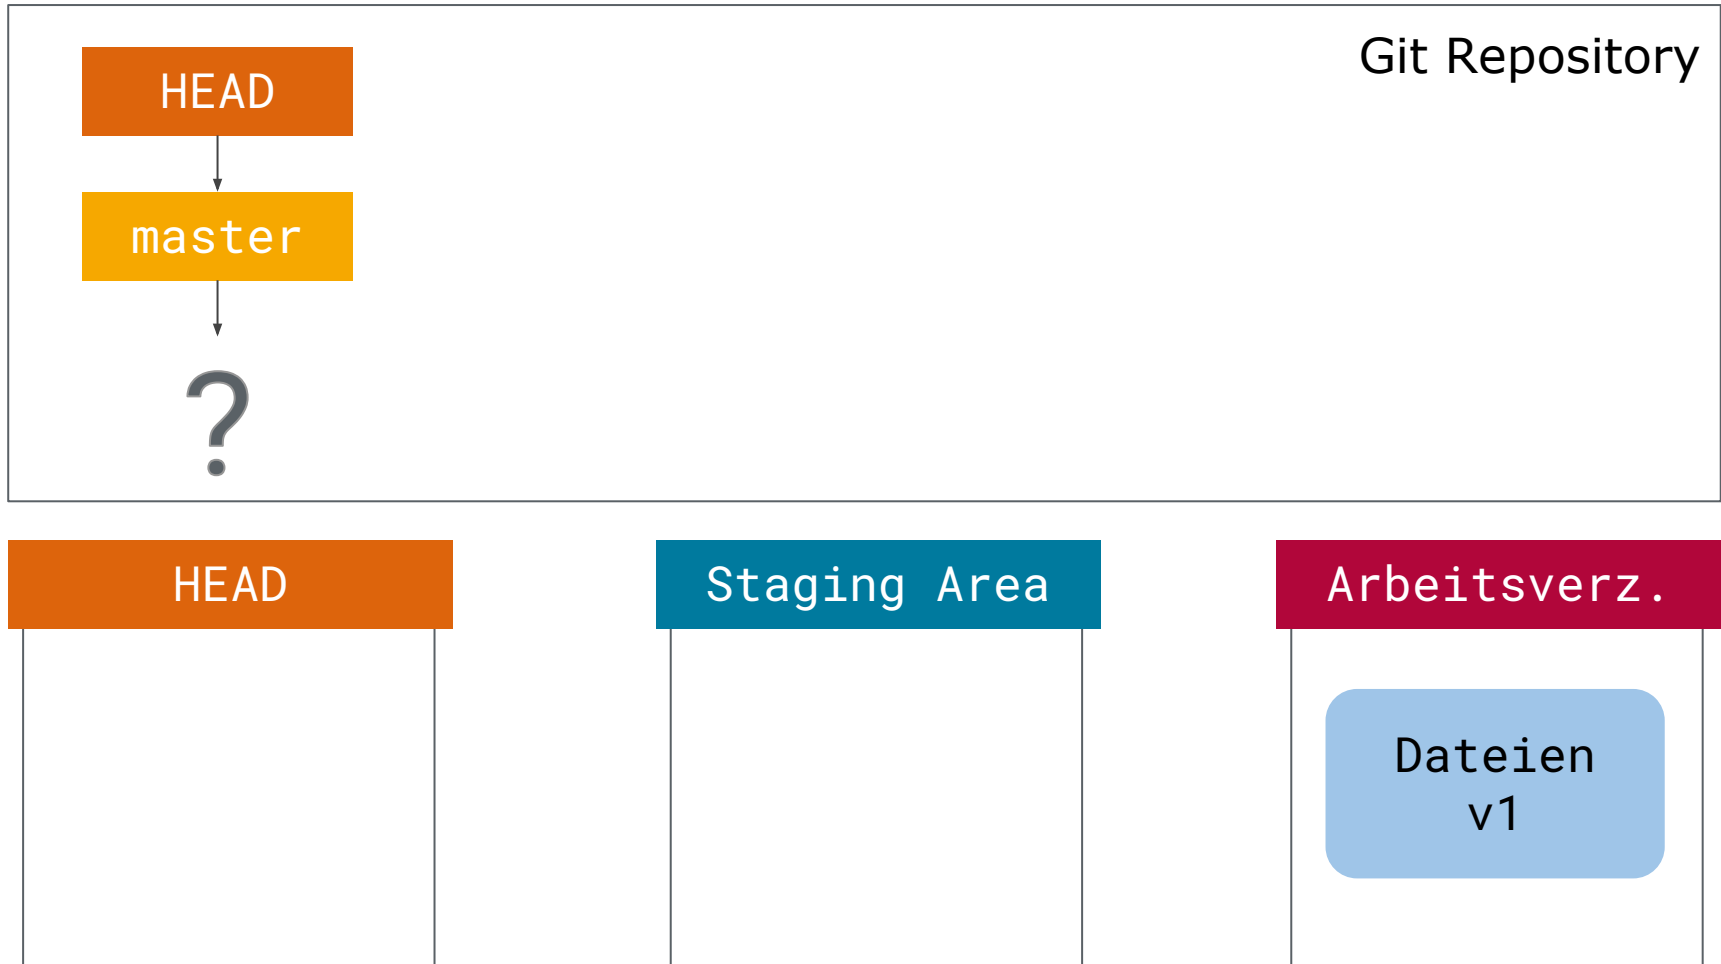 Git Repository
HEAD
master
?
HEAD
Staging Area
Arbeitsverz.
Dateien
v1